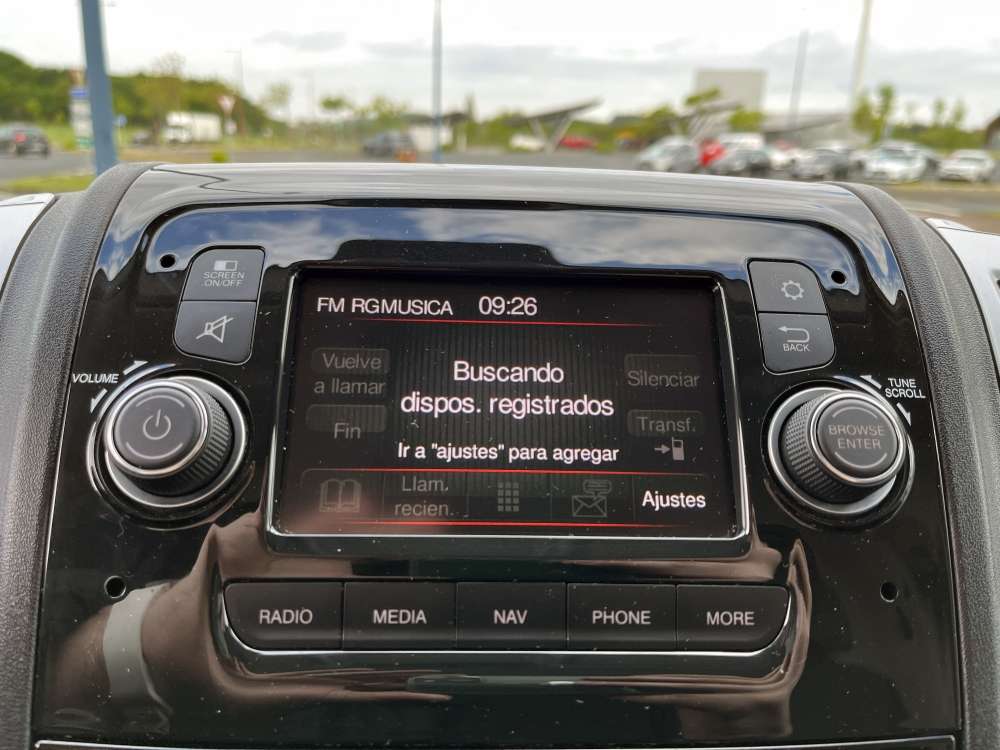 SCREEN
ON/OFF
FM RGMUSICA 09:26
Vuelve
a llamar
Buscando
dispos. registrados
Silenciar
Fin
Transf.
Ir a "ajustes" para agregar
Llam.
recien.
Ajustes
BACK
VOLUME
TUNE
SCROLL
BROWSE
ENTER
RADIO
MEDIA
NAV
PHONE
MORE